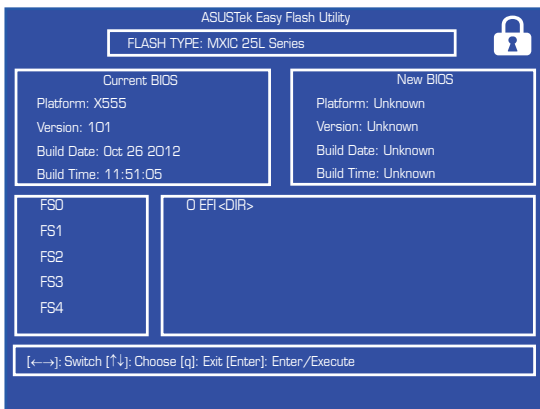 ASUSTek Easy Flash Utility
FLASH TYPE: MXIC 25L Series
Current BIOS
Platform: X555
Version: 101
Build Date: Oct 26 2012
Build Time: 11:51:05
New BIOS
Platform: Unknown
Version: Unknown
Build Date: Unknown
Build Time: Unknown
FS0
FS1
FS2
FS3
FS4
0 EFI <DIR>
[←→]: Switch [↑↓]: Choose [q]: Exit [Enter]: Enter/Execute